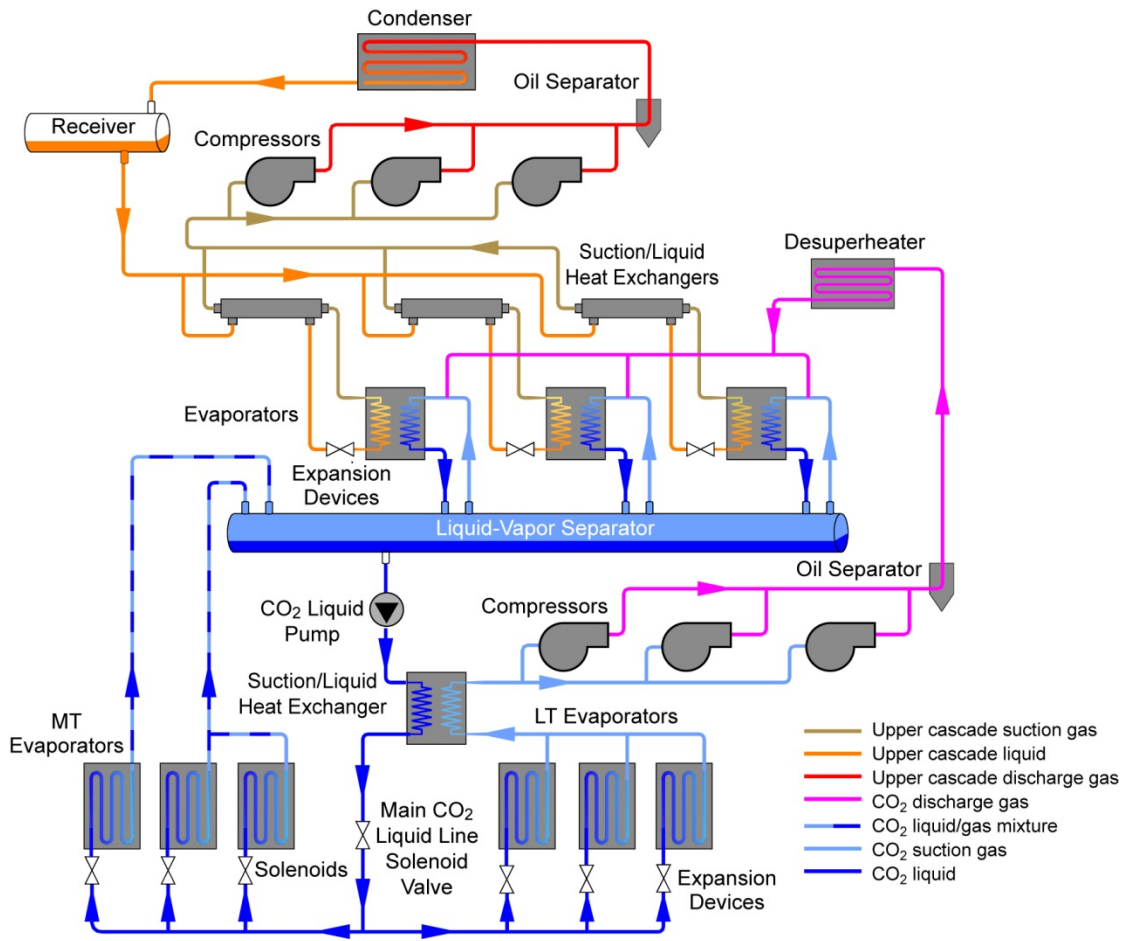 Condenser
Oil Separator
Receiver
Compressors
Suction/Liquid
Heat Exchangers
Desuperheater
Evaporators
Expansion
Devices
Liquid-Vapor Separator
Oil Separator
CO₂ Liquid
Pump
Compressors
Suction/Liquid
Heat Exchanger
LT Evaporators
MT
Evaporators
Main CO₂
Liquid Line
Solenoid
Valve
Solenoids
Expansion
Devices
Upper cascade suction gas
Upper cascade liquid
Upper cascade discharge gas
CO₂ discharge gas
CO₂ liquid/gas mixture
CO₂ suction gas
CO₂ liquid